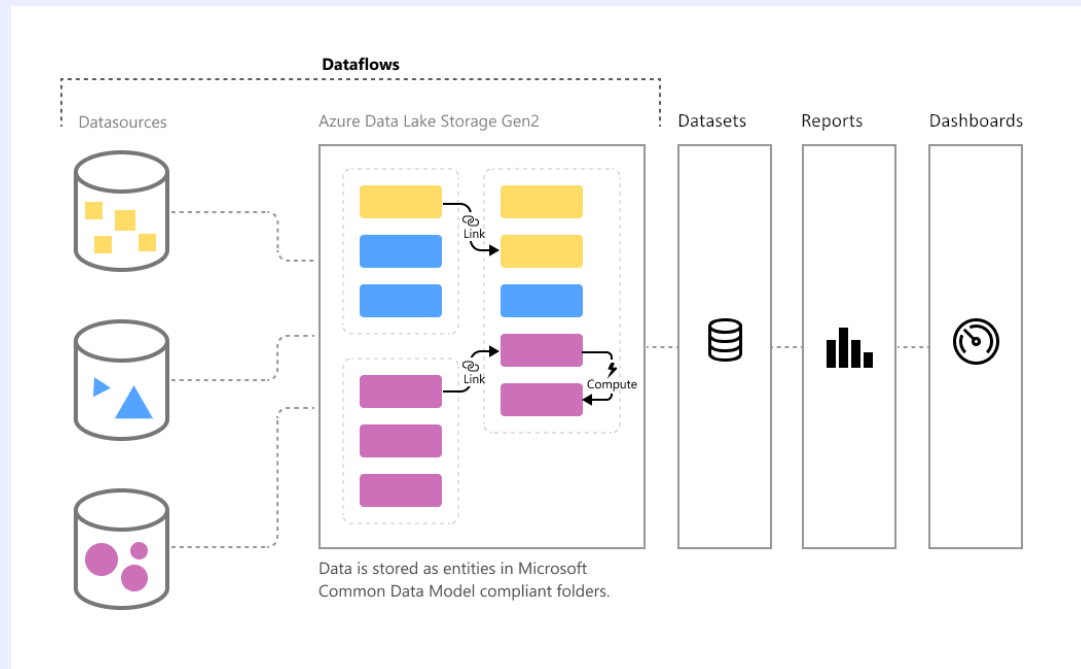 Dataflows
Datasources
Azure Data Lake Storage Gen2
Datasets
Reports
Dashboards
Link
Link
Compute
Data is stored as entities in Microsoft
Common Data Model compliant folders.